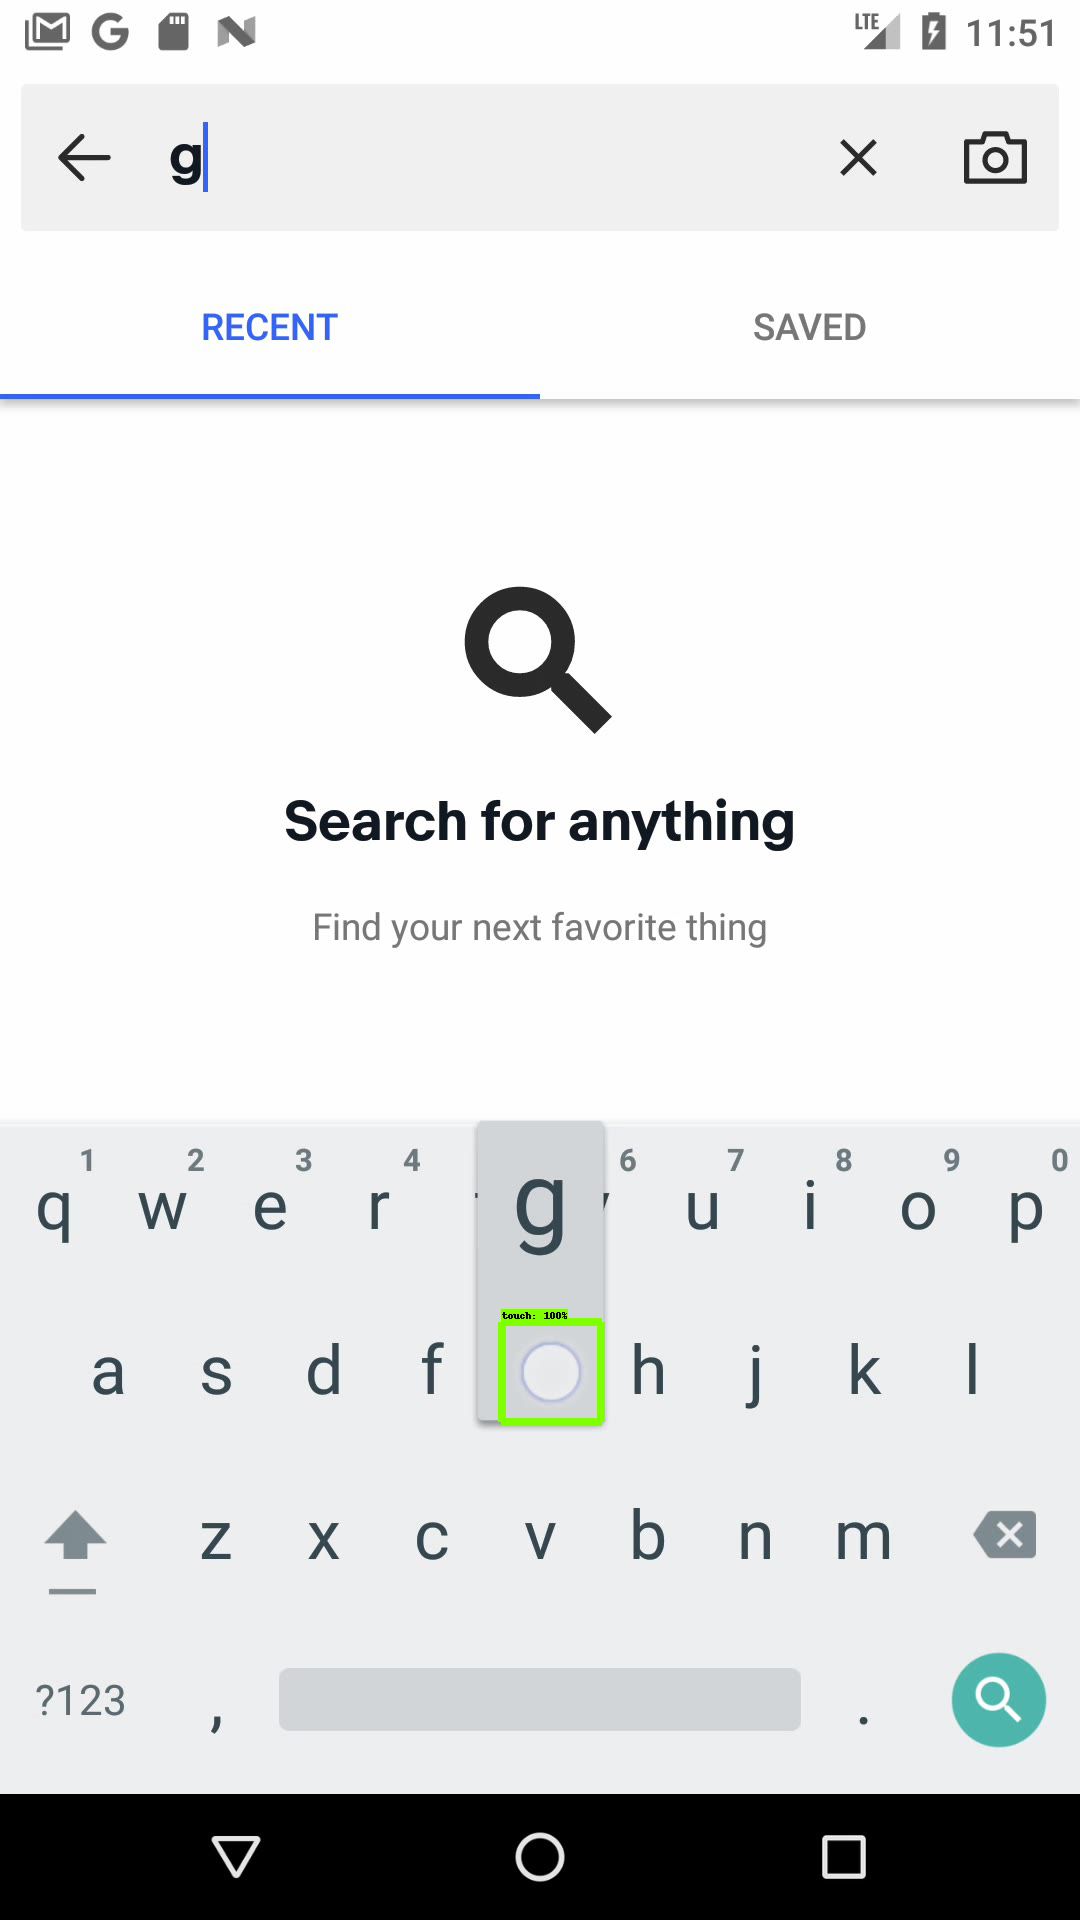 LTE 11:51
g
RECENT SAVED
Search for anything
Find your next favorite thing
1 2 3 4 6 7 8 9 0
q w e r g u i o p
touch: 100%
a s d f h j k l
z x c v b n m
?123 , .